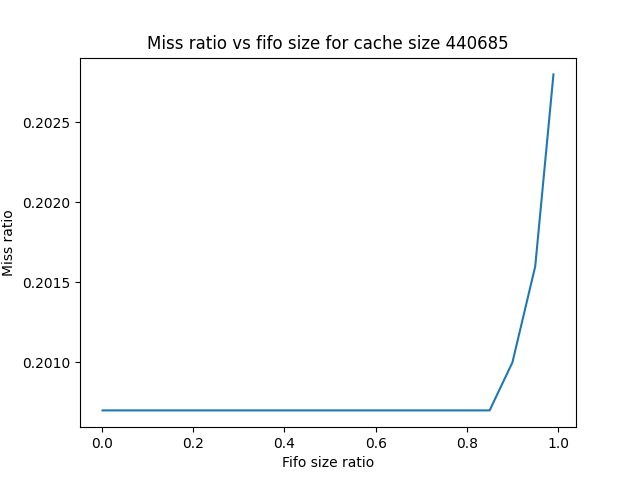 Miss ratio vs fifo size for cache size 440685
0.2025
0.2020
0.2015
0.2010
Miss ratio
0.0 0.2 0.4 0.6 0.8 1.0
Fifo size ratio